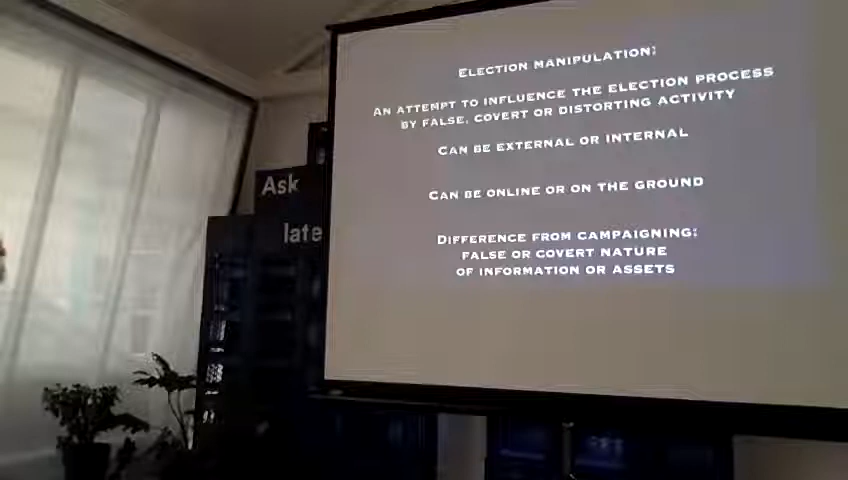 Election manipulation:
An attempt to influence the election process
by false, covert or distorting activity
Can be external or internal
Can be online or on the ground
Difference from campaigning:
false or covert nature
of information or assets
Ask
late